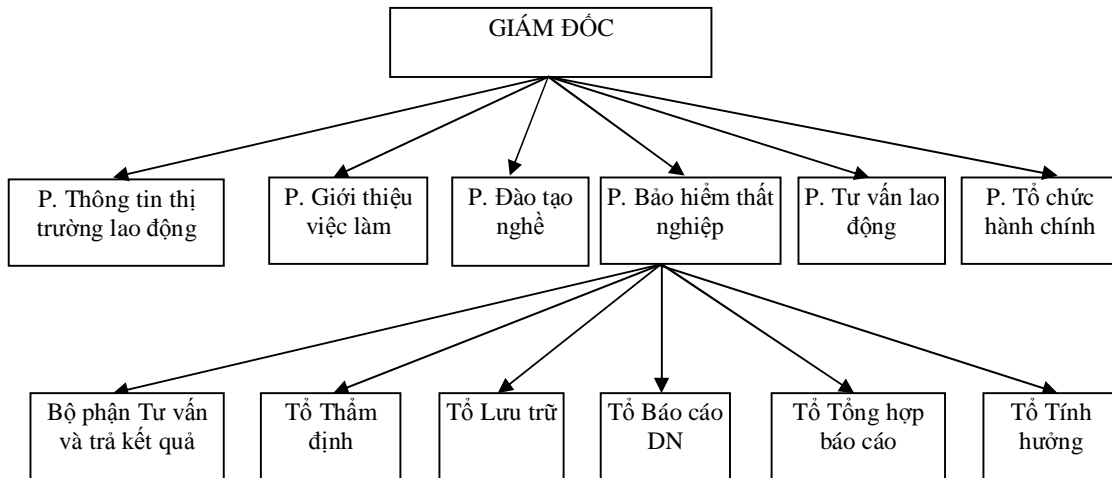 GIÁM ĐỐC
P. Thông tin thị
trường lao động
P. Giới thiệu
việc làm
P. Đào tạo
nghề
P. Bảo hiểm thất
nghiệp
P. Tư vấn lao
động
P. Tổ chức
hành chính
Bộ phận Tư vấn
và trả kết quả
Tổ Thẩm
định
Tổ Lưu trữ
Tổ Báo cáo
DN
Tổ Tổng hợp
báo cáo
Tổ Tính
hưởng